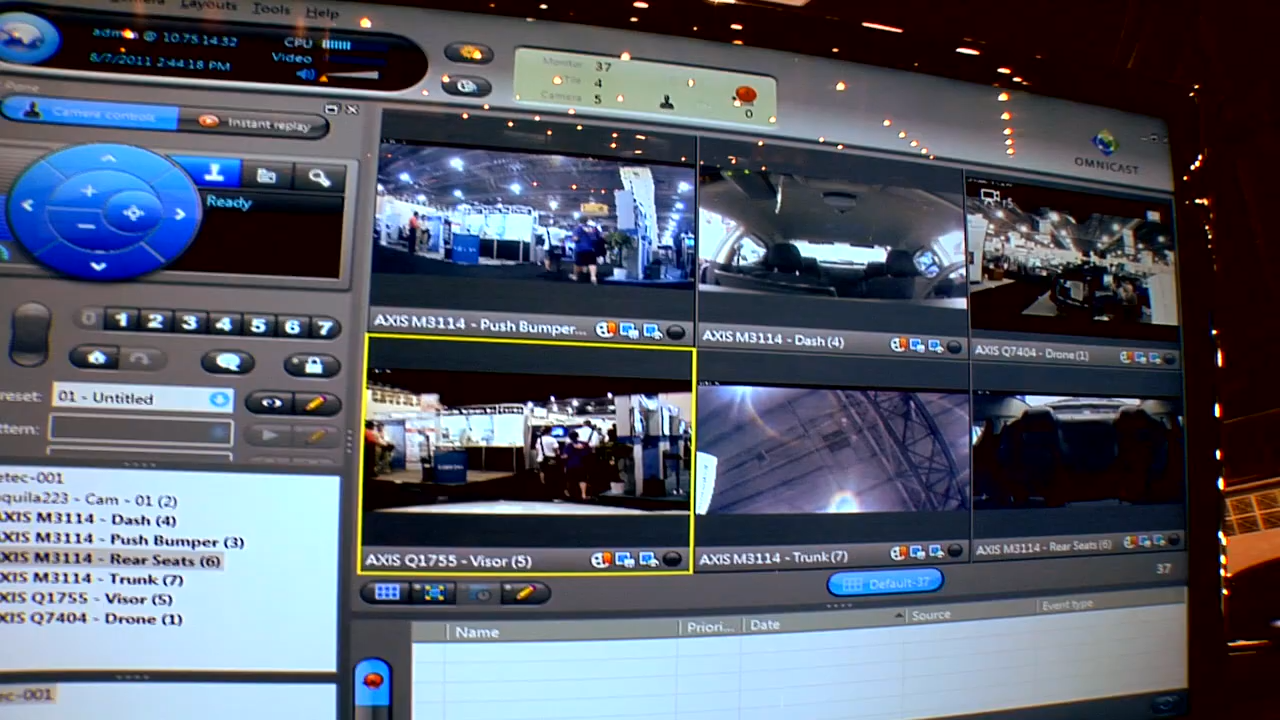 Camera Layouts Tools Help
admin @ 10.75.14.32
CPU
8/7/2011 2:44:18 PM
Video
Monitor 37
Tile 4
Camera 5
0
OMNICAST
Camera controls
Instant replay
Ready
0 1 2 3 4 5 6 7
01 - Untitled
AXIS M3114 - Push Bumper...
AXIS M3114 - Dash (4)
AXIS Q7404 - Drone (1)
AXIS Q1755 - Visor (5)
AXIS M3114 - Trunk (7)
AXIS M3114 - Rear Seats (6)
37
Default-37
etec-001
quila223 - Cam - 01 (2)
AXIS M3114 - Dash (4)
AXIS M3114 - Push Bumper (3)
AXIS M3114 - Rear Seats (6)
AXIS M3114 - Trunk (7)
XIS Q1755 - Visor (5)
XIS Q7404 - Drone (1)
ec-001
Name
Priori...
Date
Source
Event type